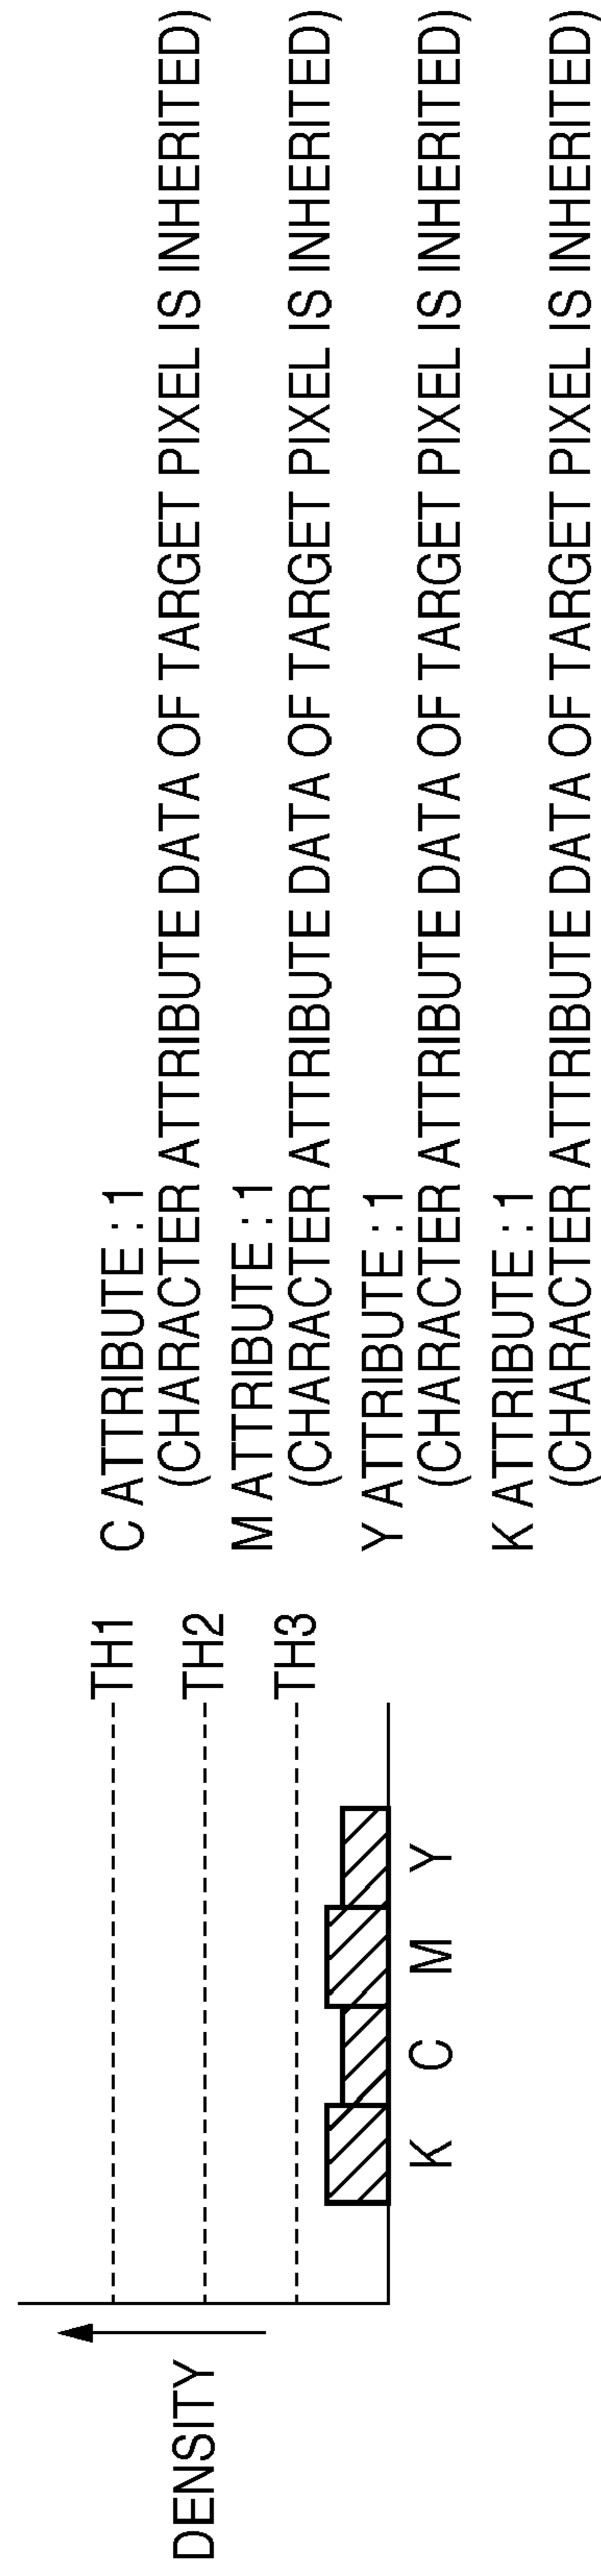 DENSITY
TH1
TH2
TH3
K C M Y
C ATTRIBUTE : 1
(CHARACTER ATTRIBUTE DATA OF TARGET PIXEL IS INHERITED)
M ATTRIBUTE : 1
(CHARACTER ATTRIBUTE DATA OF TARGET PIXEL IS INHERITED)
Y ATTRIBUTE : 1
(CHARACTER ATTRIBUTE DATA OF TARGET PIXEL IS INHERITED)
K ATTRIBUTE : 1
(CHARACTER ATTRIBUTE DATA OF TARGET PIXEL IS INHERITED)